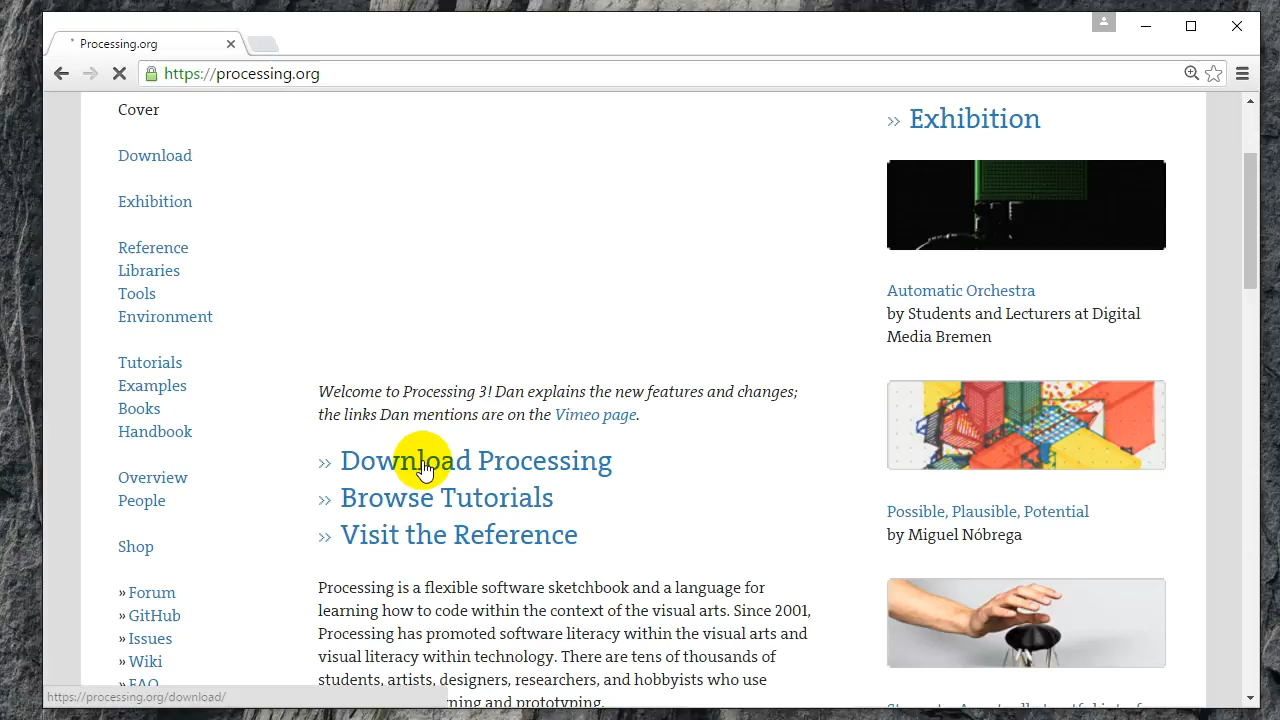 Processing.org
https://processing.org
Cover
Download
Exhibition
Reference
Libraries
Tools
Environment
Tutorials
Examples
Books
Handbook
Overview
People
Shop
» Forum
» GitHub
» Issues
» Wiki
» FAQ
https://processing.org/download/
Welcome to Processing 3! Dan explains the new features and changes;
the links Dan mentions are on the Vimeo page.
» Download Processing
» Browse Tutorials
» Visit the Reference
Processing is a flexible software sketchbook and a language for
learning how to code within the context of the visual arts. Since 2001,
Processing has promoted software literacy within the visual arts and
visual literacy within technology. There are tens of thousands of
students, artists, designers, researchers, and hobbyists who use
and prototyping.
» Exhibition
Automatic Orchestra
by Students and Lecturers at Digital
Media Bremen
Possible, Plausible, Potential
by Miguel Nóbrega